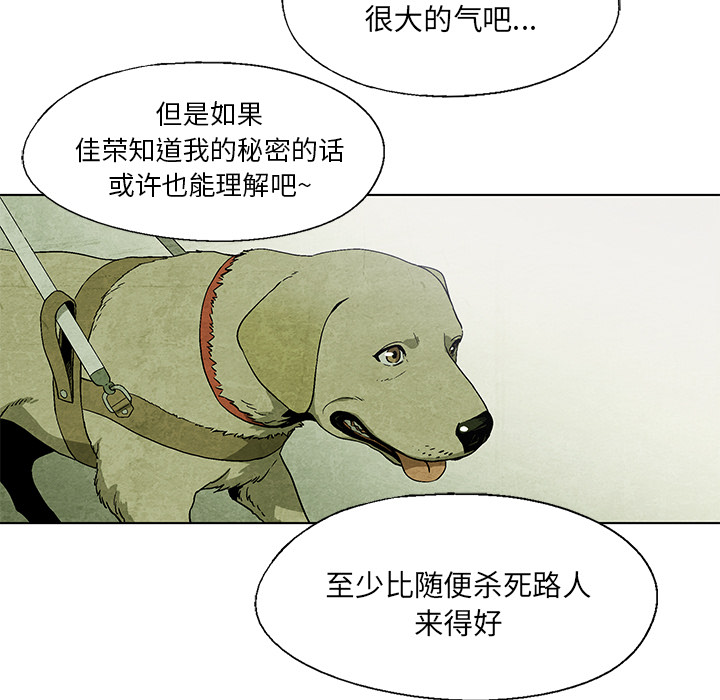 很大的气吧...
但是如果
佳荣知道我的秘密的话
或许也能理解吧~
至少比随便杀死路人
来得好